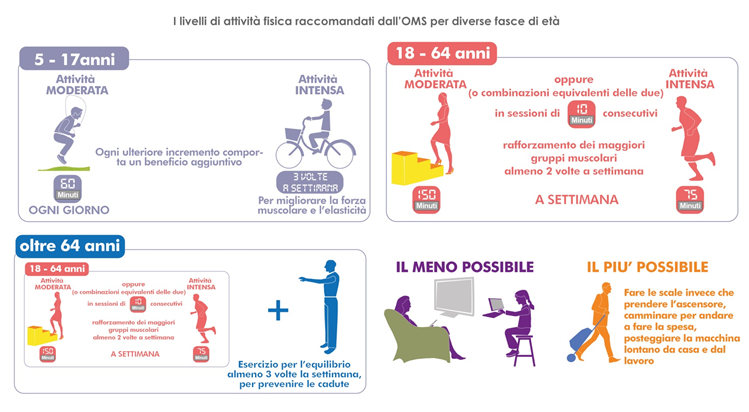 I livelli di attività fisica raccomandati dall'OMS per diverse fasce di età
5 - 17anni
Attività
MODERATA
Attività
INTENSA
Ogni ulteriore incremento compor-
ta un beneficio aggiuntivo
60
Minuti
OGNI GIORNO
3 VOLTE
A SETTIMANA
Per migliorare la forza
muscolare e l'elasticità
18 - 64 anni
Attività
MODERATA
Attività
INTENSA
oppure
(o combinazioni equivalenti delle due)
in sessioni di 10 Minuti consecutivi
rafforzamento dei maggiori
gruppi muscolari
almeno 2 volte a settimana
150
Minuti
A SETTIMANA
75
Minuti
oltre 64 anni
18 - 64 anni
Attività
MODERATA
Attività
INTENSA
oppure
(o combinazioni equivalenti delle due)
in sessioni di 10 Minuti consecutivi
rafforzamento dei maggiori
gruppi muscolari
almeno 2 volte a settimana
150
Minuti
A SETTIMANA
75
Minuti
+
Esercizio per l'equilibrio
almeno 3 volte la settimana,
per prevenire le cadute
IL MENO POSSIBILE
IL PIU' POSSIBILE
Fare le scale invece che
prendere l'ascensore,
camminare per andare
a fare la spesa,
posteggiare la macchina
lontano da casa e dal
lavoro